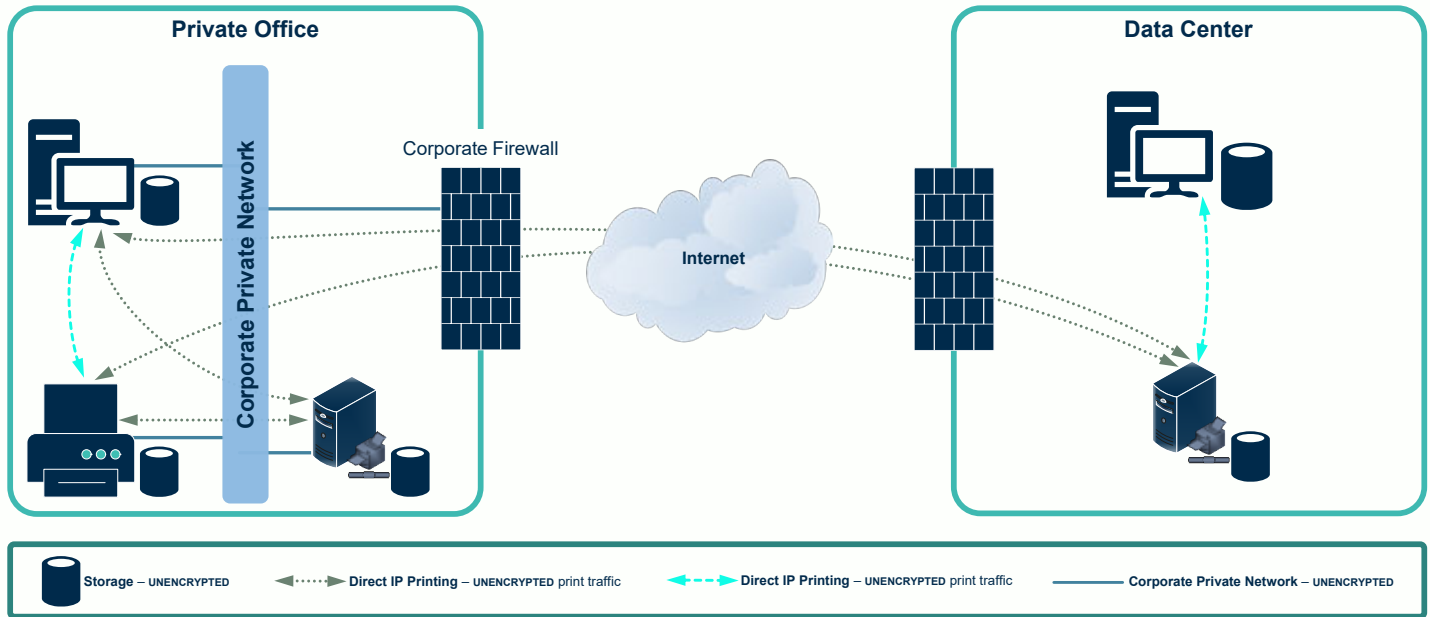 Private Office
Data Center
Corporate Firewall
Corporate Private Network
Internet
Storage – UNENCRYPTED
Direct IP Printing – UNENCRYPTED print traffic
Direct IP Printing – UNENCRYPTED print traffic
Corporate Private Network – UNENCRYPTED